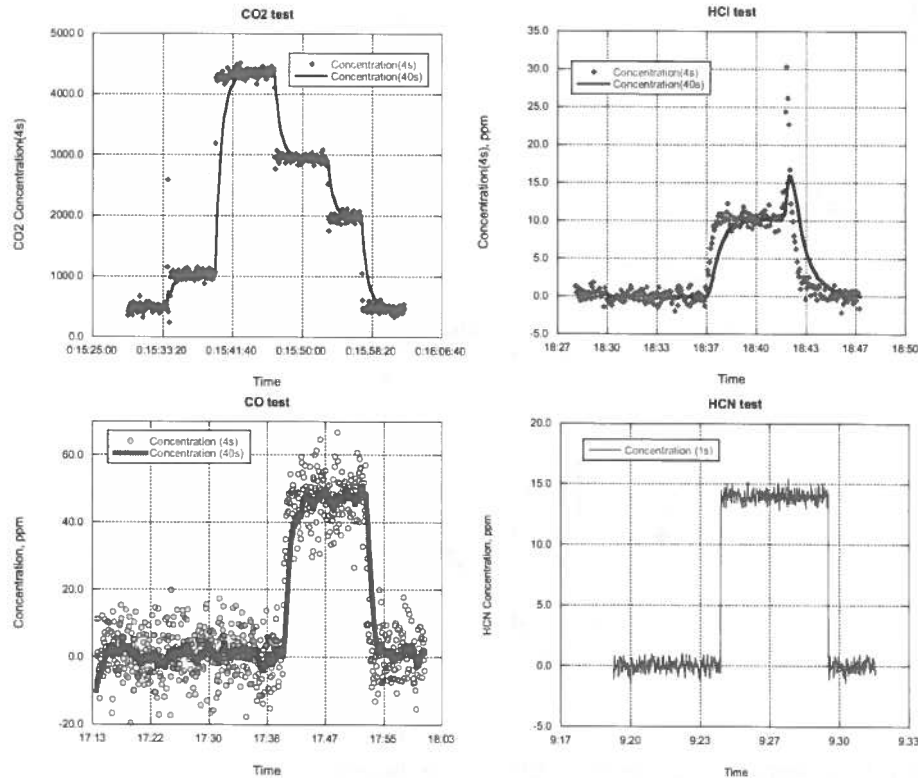 CO2 test
5000.0
4000.0
3000.0
2000.0
1000.0
0.0
CO2 Concentration(4s)
Concentration(4s)
Concentration(40s)
0:15:25:00
0:15:33:20
0:15:41:40
0:15:50:00
0:15:58:20
0:16:06:40
Time
HCl test
35.0
30.0
25.0
20.0
15.0
10.0
5.0
0.0
-5.0
Concentration(4s), ppm
Concentration(4s)
Concentration(40s)
18:27
18:30
18:33
18:37
18:40
18:43
18:47
18:50
Time
CO test
60.0
40.0
20.0
0.0
-20.0
Concentration, ppm
Concentration (4s)
Concentration (40s)
17:13
17:22
17:30
17:38
17:47
17:55
18:03
Time
HCN test
20.0
15.0
10.0
5.0
0.0
-5.0
HCN Concentration, ppm
Concentration (1s)
9:17
9:20
9:23
9:27
9:30
9:33
Time